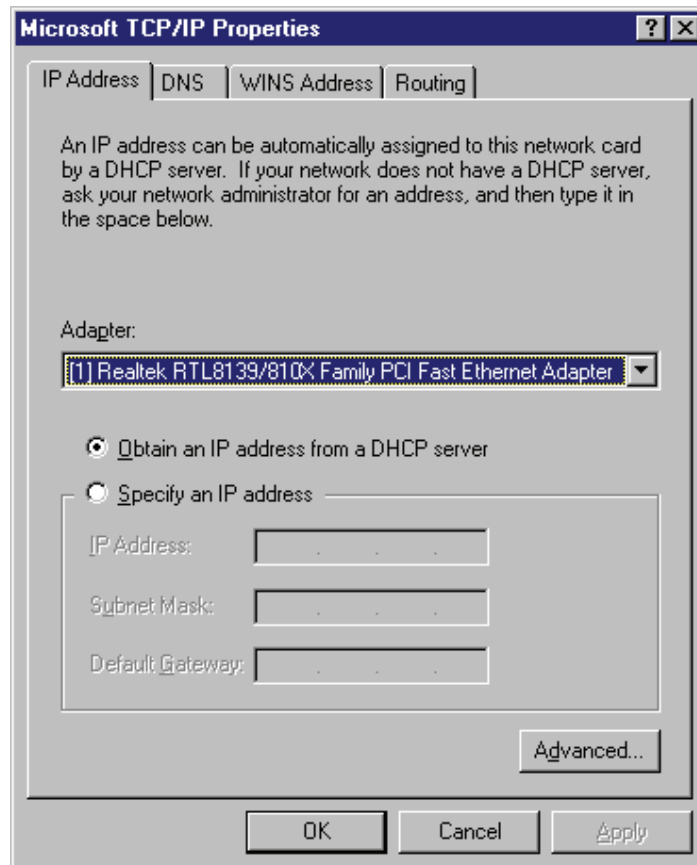 Microsoft TCP/IP Properties
IP Address DNS WINS Address Routing
An IP address can be automatically assigned to this network card
by a DHCP server.  If your network does not have a DHCP server,
ask your network administrator for an address, and then type it in
the space below.
Adapter:
[1] Realtek RTL8139/810X Family PCI Fast Ethernet Adapter
Obtain an IP address from a DHCP server
Specify an IP address
IP Address:
Subnet Mask:
Default Gateway:
Advanced...
OK Cancel Apply